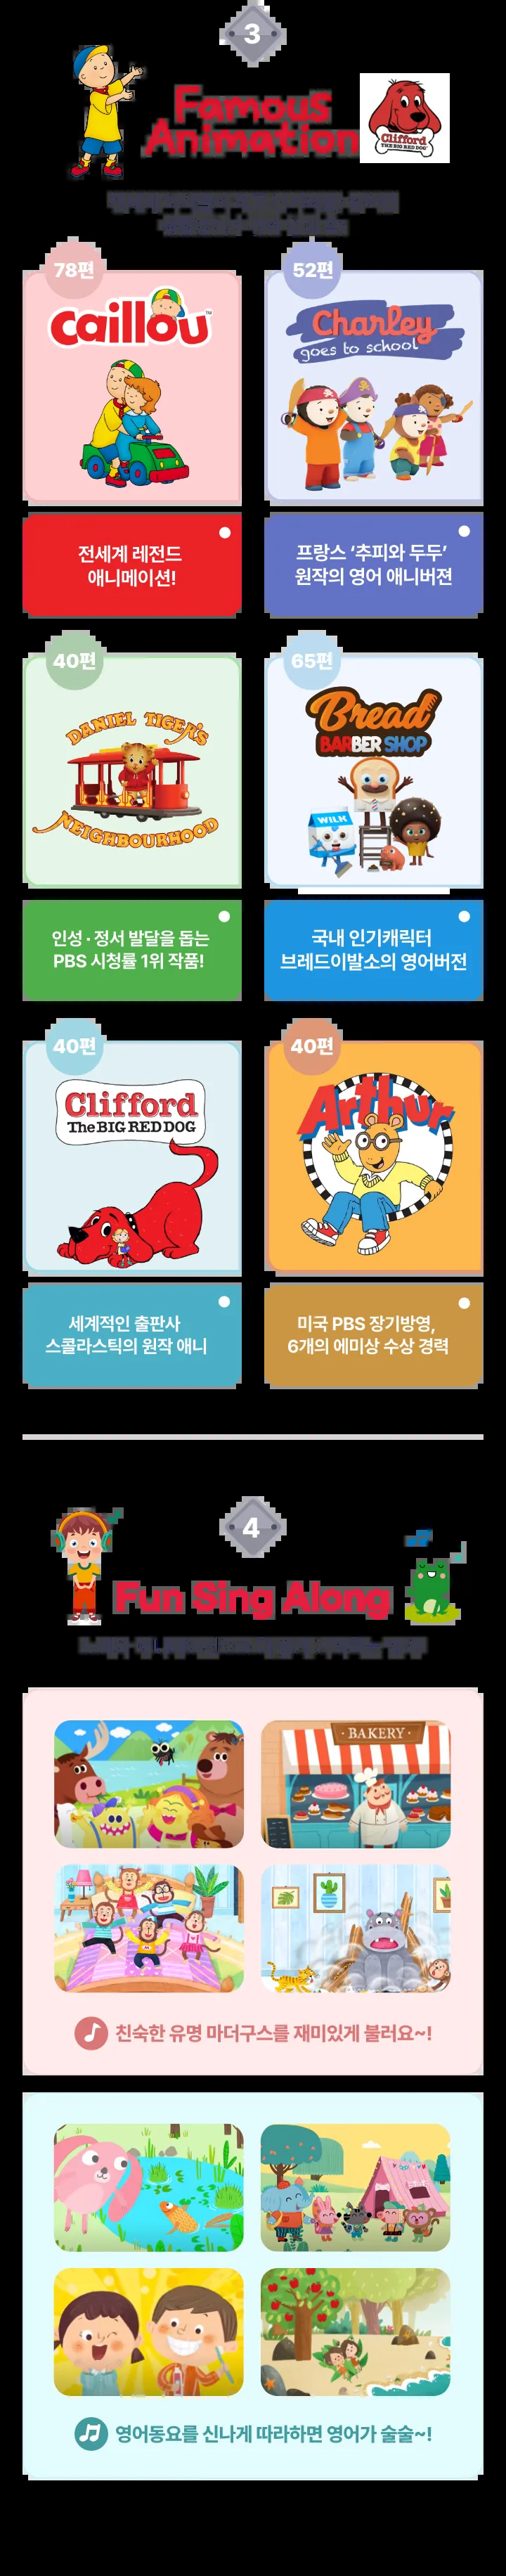 3
Famous
Animation
Clifford
THE BIG RED DOG
78편
caillou
TM
전세계 레전드
애니메이션!
52편
Charley
goes to school
프랑스 ‘추피와 두두’
원작의 영어 애니버젼
40편
DANIEL TIGER'S
NEIGHBOURHOOD
인성 · 정서 발달을 돕는
PBS 시청률 1위 작품!
65편
Bread
BARBER SHOP
MILK
국내 인기캐릭터
브레드이발소의 영어버전
40편
Clifford
The BIG RED DOG
세계적인 출판사
스콜라스틱의 원작 애니
40편
Arthur
미국 PBS 장기방영,
6개의 에미상 수상 경력
4
Fun Sing Along
BAKERY
친숙한 유명 마더구스를 재미있게 불러요~!
영어동요를 신나게 따라하면 영어가 술술~!